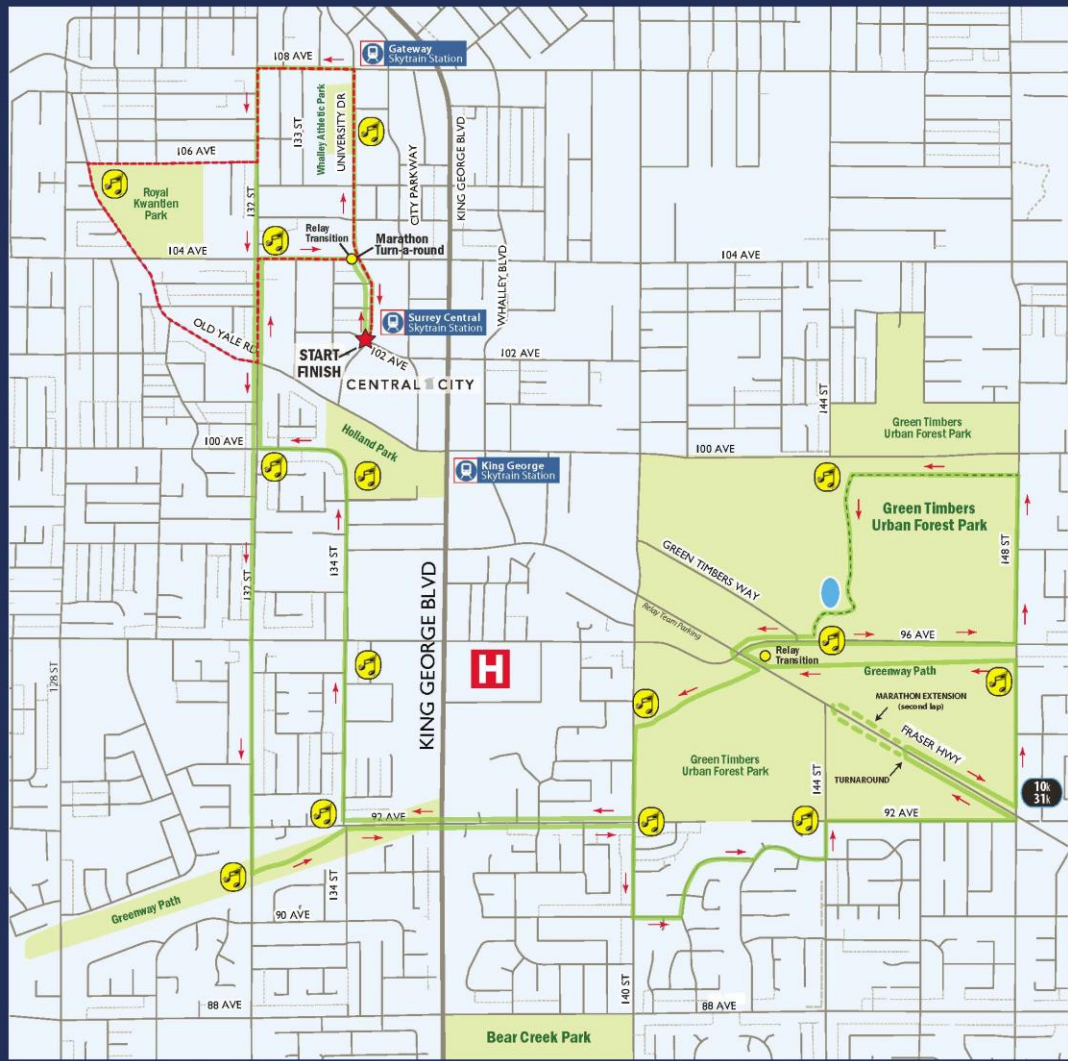 Gateway
Skytrain Station
108 AVE
133 ST
Whalley Athletic Park
UNIVERSITY DR
CITY PARKWAY
KING GEORGE BLVD
106 AVE
Royal
Kwantlen
Park
132 ST
Relay
Transition
Marathon
Turn-a-round
104 AVE
104 AVE
WHALLEY BLVD
Surrey Central
Skytrain Station
OLD YALE RD
START
FINISH
102 AVE
102 AVE
CENTRAL CITY
144 ST
Green Timbers
Urban Forest Park
100 AVE
Holland Park
100 AVE
King George
Skytrain Station
Green Timbers
Urban Forest Park
148 ST
GREEN TIMBERS WAY
134 ST
132 ST
KING GEORGE BLVD
Relay Team Parking
96 AVE
H
Relay
Transition
Greenway Path
128 ST
MARATHON EXTENSION
(second lap)
FRASER HWY
Green Timbers
Urban Forest Park
TURNAROUND
144 ST
10k
31k
92 AVE
92 AVE
134 ST
Greenway Path
90 AVE
140 ST
88 AVE
88 AVE
Bear Creek Park